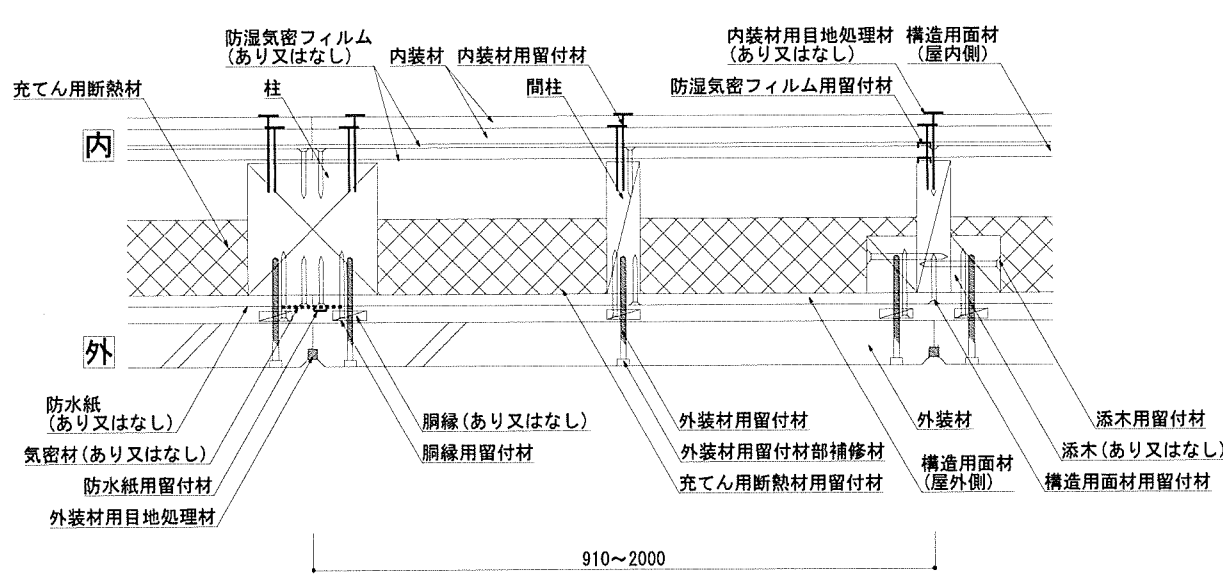 防湿気密フィルム
(あり又はなし)
内装材
内装材用留付材
内装材用目地処理材
(あり又はなし)
構造用面材
(屋内側)
充てん用断熱材
柱
間柱
防湿気密フィルム用留付材
内
外
防水紙
(あり又はなし)
気密材(あり又はなし)
防水紙用留付材
外装材用目地処理材
胴縁(あり又はなし)
胴縁用留付材
外装材用留付材
外装材用留付材部補修材
充てん用断熱材用留付材
外装材
構造用面材
(屋外側)
添木用留付材
添木(あり又はなし)
構造用面材用留付材
910～2000